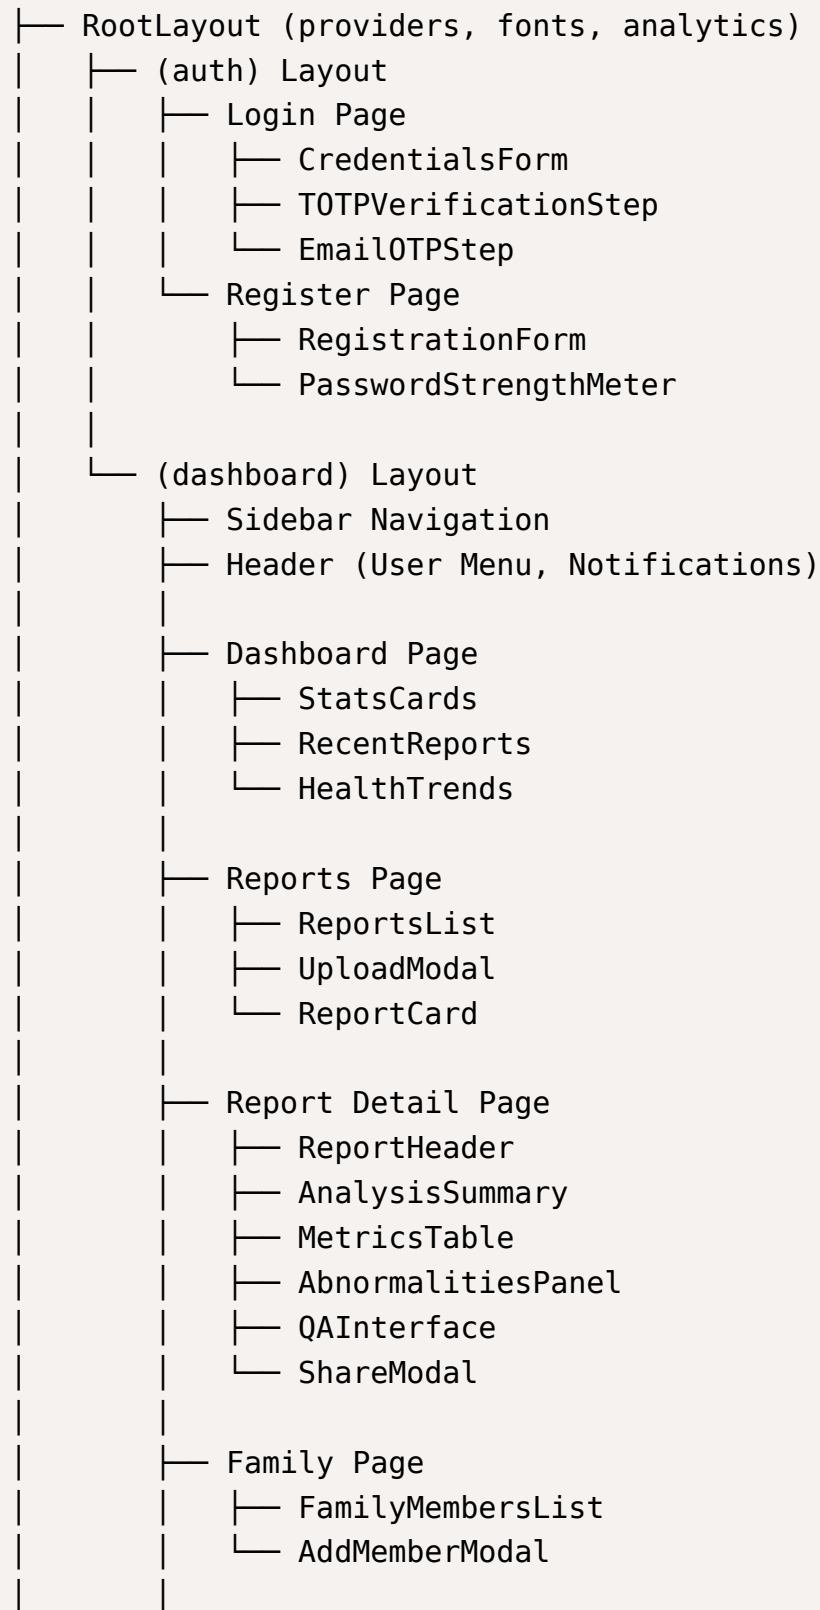 ├── RootLayout (providers, fonts, analytics)
│   ├── (auth) Layout
│   │   ├── Login Page
│   │   │   ├── CredentialsForm
│   │   │   ├── TOTPVerificationStep
│   │   │   └── EmailOTPStep
│   │   └── Register Page
│   │       ├── RegistrationForm
│   │       └── PasswordStrengthMeter
│   │
│   └── (dashboard) Layout
│       ├── Sidebar Navigation
│       ├── Header (User Menu, Notifications)
│       │
│       ├── Dashboard Page
│       │   ├── StatsCards
│       │   ├── RecentReports
│       │   └── HealthTrends
│       │
│       ├── Reports Page
│       │   ├── ReportsList
│       │   ├── UploadModal
│       │   └── ReportCard
│       │
│       ├── Report Detail Page
│       │   ├── ReportHeader
│       │   ├── AnalysisSummary
│       │   ├── MetricsTable
│       │   ├── AbnormalitiesPanel
│       │   ├── QAInterface
│       │   └── ShareModal
│       │
│       ├── Family Page
│       │   ├── FamilyMembersList
│       │   └── AddMemberModal
│       │